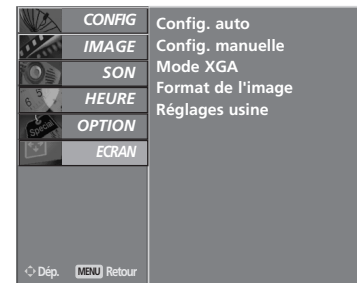 CONFIG
IMAGE
SON
HEURE
OPTION
ECRAN
Config. auto
Config. manuelle
Mode XGA
Format de l'image
Réglages usine
Dép. MENU Retour